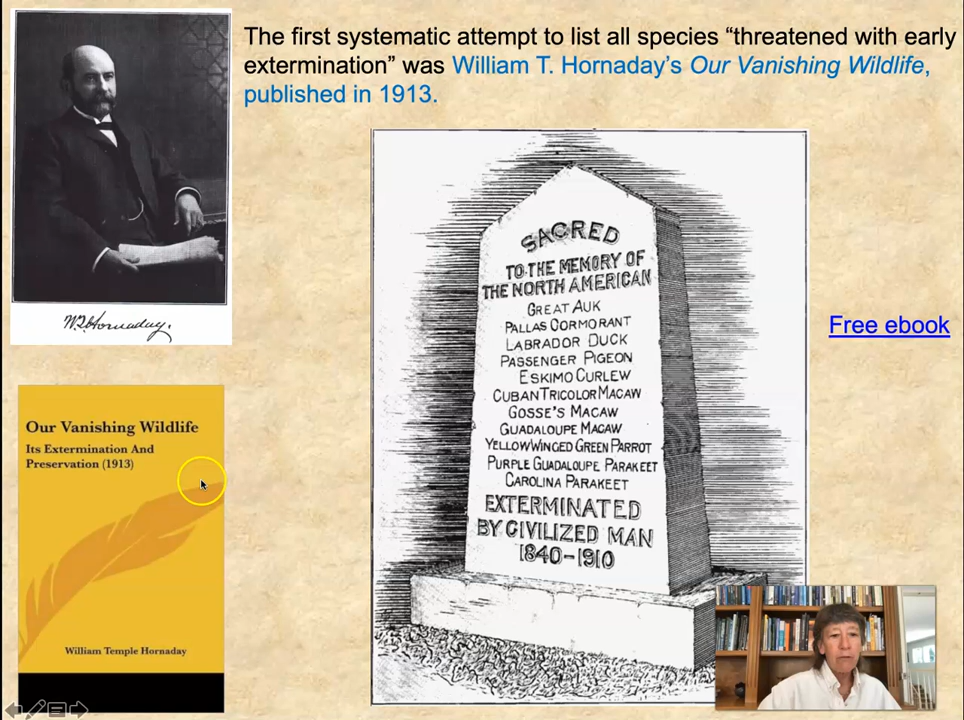 The first systematic attempt to list all species “threatened with early
extermination” was William T. Hornaday’s Our Vanishing Wildlife,
published in 1913.
W.T. Hornaday.
Our Vanishing Wildlife
Its Extermination And
Preservation (1913)
William Temple Hornaday
SACRED
TO THE MEMORY OF
THE NORTH AMERICAN
GREAT AUK
PALLAS CORMORANT
LABRADOR DUCK
PASSENGER PIGEON
ESKIMO CURLEW
CUBAN TRICOLOR MACAW
GOSSE'S MACAW
GUADALOUPE MACAW
YELLOW WINGED GREEN PARROT
PURPLE GUADALOUPE PARAKEET
CAROLINA PARAKEET
EXTERMINATED
BY CIVILIZED MAN
1840-1910
Free ebook